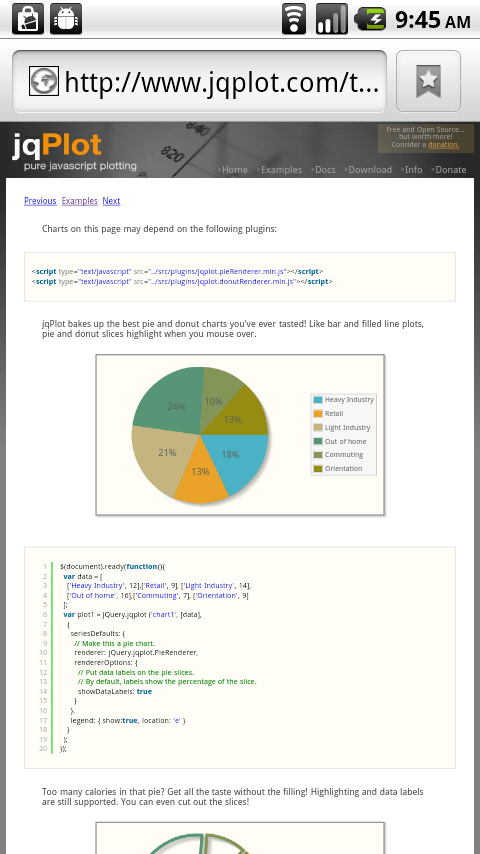 9:45 AM
http://www.jqplot.com/t...
jqPlot
pure javascript plotting
820
Free and Open Source...
but worth more!
Consider a donation.
Home Examples Docs Download Info Donate
Previous Examples Next
Charts on this page may depend on the following plugins:
<script type="text/javascript" src="../src/plugins/jqplot.pieRenderer.min.js"></script>
<script type="text/javascript" src="../src/plugins/jqplot.donutRenderer.min.js"></script>
jqPlot bakes up the best pie and donut charts you've ever tasted! Like bar and filled line plots,
pie and donut slices highlight when you mouse over.
24%
10%
13%
21%
18%
13%
Heavy Industry
Retail
Light Industry
Out of home
Commuting
Orientation
1 $(document).ready(function(){
2 var data = [
3 ['Heavy Industry', 12],['Retail', 9], ['Light Industry', 14],
4 ['Out of home', 16],['Commuting', 7], ['Orientation', 9]
5 ];
6 var plot1 = jQuery.jqplot ('chart1', [data],
7 {
8 seriesDefaults: {
9 // Make this a pie chart.
10 renderer: jQuery.jqplot.PieRenderer,
11 rendererOptions: {
12 // Put data labels on the pie slices.
13 // By default, labels show the percentage of the slice.
14 showDataLabels: true
15 }
16 },
17 legend: { show:true, location: 'e' }
18 }
19 );
20 });
Too many calories in that pie? Get all the taste without the filling! Highlighting and data labels
are still supported. You can even cut out the slices!